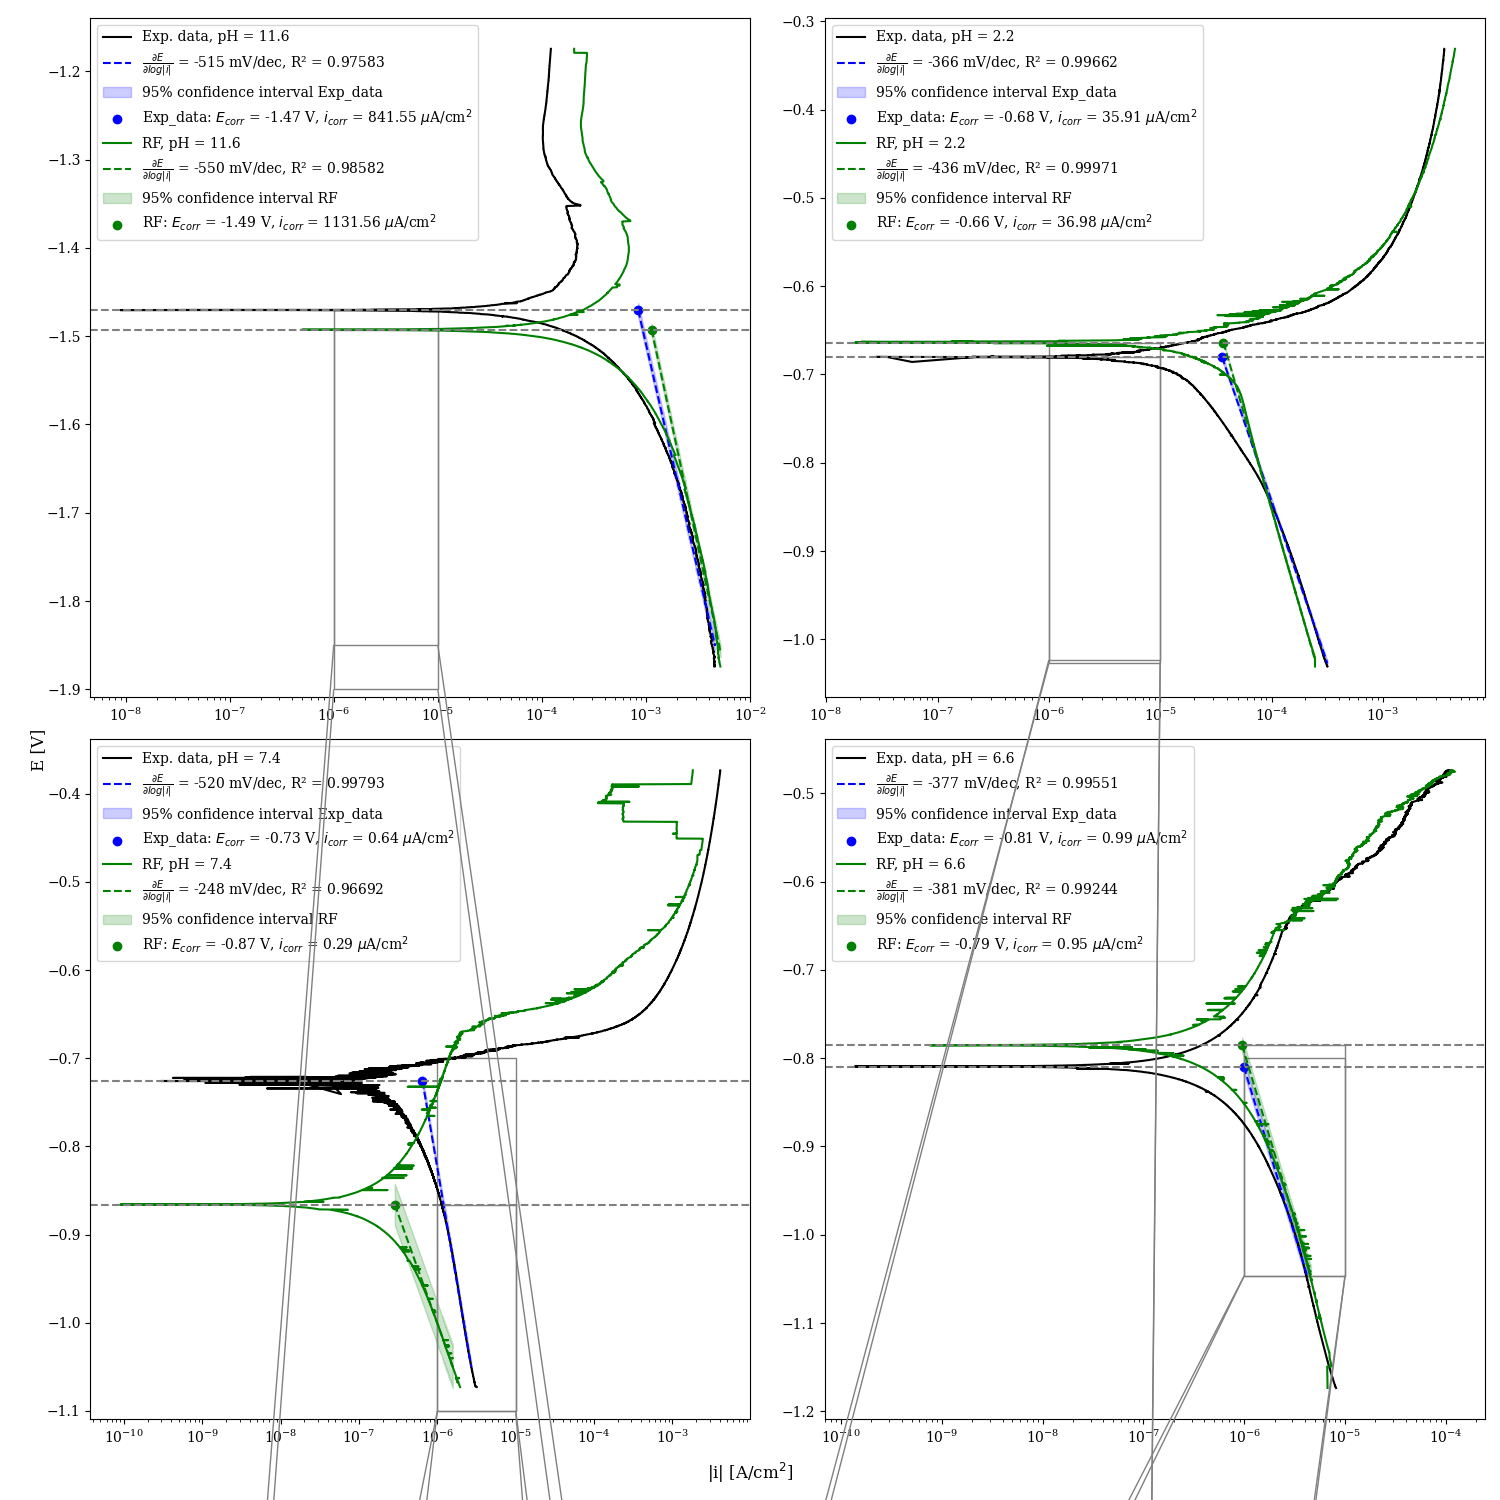 Exp. data, pH = 11.6
∂E/∂log|i| = -515 mV/dec, R² = 0.97583
95% confidence interval Exp_data
Exp_data: E_corr = -1.47 V, i_corr = 841.55 μA/cm²
RF, pH = 11.6
∂E/∂log|i| = -550 mV/dec, R² = 0.98582
95% confidence interval RF
RF: E_corr = -1.49 V, i_corr = 1131.56 μA/cm²
−1.2
−1.3
−1.4
−1.5
−1.6
−1.7
−1.8
−1.9
10⁻⁸ 10⁻⁷ 10⁻⁶ 10⁻⁵ 10⁻⁴ 10⁻³ 10⁻²
Exp. data, pH = 2.2
∂E/∂log|i| = -366 mV/dec, R² = 0.99662
95% confidence interval Exp_data
Exp_data: E_corr = -0.68 V, i_corr = 35.91 μA/cm²
RF, pH = 2.2
∂E/∂log|i| = -436 mV/dec, R² = 0.99971
95% confidence interval RF
RF: E_corr = -0.66 V, i_corr = 36.98 μA/cm²
−0.3
−0.4
−0.5
−0.6
−0.7
−0.8
−0.9
−1.0
10⁻⁸ 10⁻⁷ 10⁻⁶ 10⁻⁵ 10⁻⁴ 10⁻³
E [V]
Exp. data, pH = 7.4
∂E/∂log|i| = -520 mV/dec, R² = 0.99793
95% confidence interval Exp_data
Exp_data: E_corr = -0.73 V, i_corr = 0.64 μA/cm²
RF, pH = 7.4
∂E/∂log|i| = -248 mV/dec, R² = 0.96692
95% confidence interval RF
RF: E_corr = -0.87 V, i_corr = 0.29 μA/cm²
−0.4
−0.5
−0.6
−0.7
−0.8
−0.9
−1.0
−1.1
10⁻¹⁰ 10⁻⁹ 10⁻⁸ 10⁻⁷ 10⁻⁶ 10⁻⁵ 10⁻⁴ 10⁻³
Exp. data, pH = 6.6
∂E/∂log|i| = -377 mV/dec, R² = 0.99551
95% confidence interval Exp_data
Exp_data: E_corr = -0.81 V, i_corr = 0.99 μA/cm²
RF, pH = 6.6
∂E/∂log|i| = -381 mV/dec, R² = 0.99244
95% confidence interval RF
RF: E_corr = -0.79 V, i_corr = 0.95 μA/cm²
−0.5
−0.6
−0.7
−0.8
−0.9
−1.0
−1.1
−1.2
10⁻¹⁰ 10⁻⁹ 10⁻⁸ 10⁻⁷ 10⁻⁶ 10⁻⁵ 10⁻⁴
|i| [A/cm²]